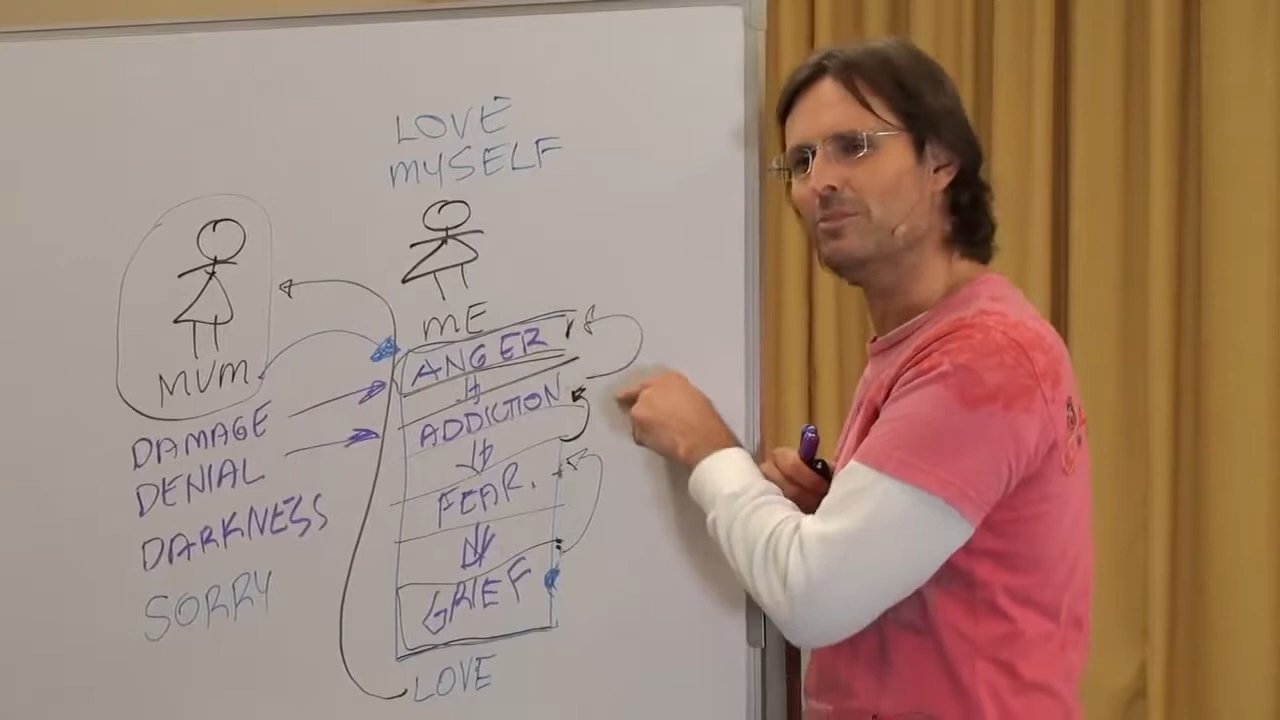 LOVE
MYSELF
MUM
ME
ANGER
ADDICTION
FEAR.
GRIEF
LOVE
DAMAGE
DENIAL
DARKNESS
SORRY